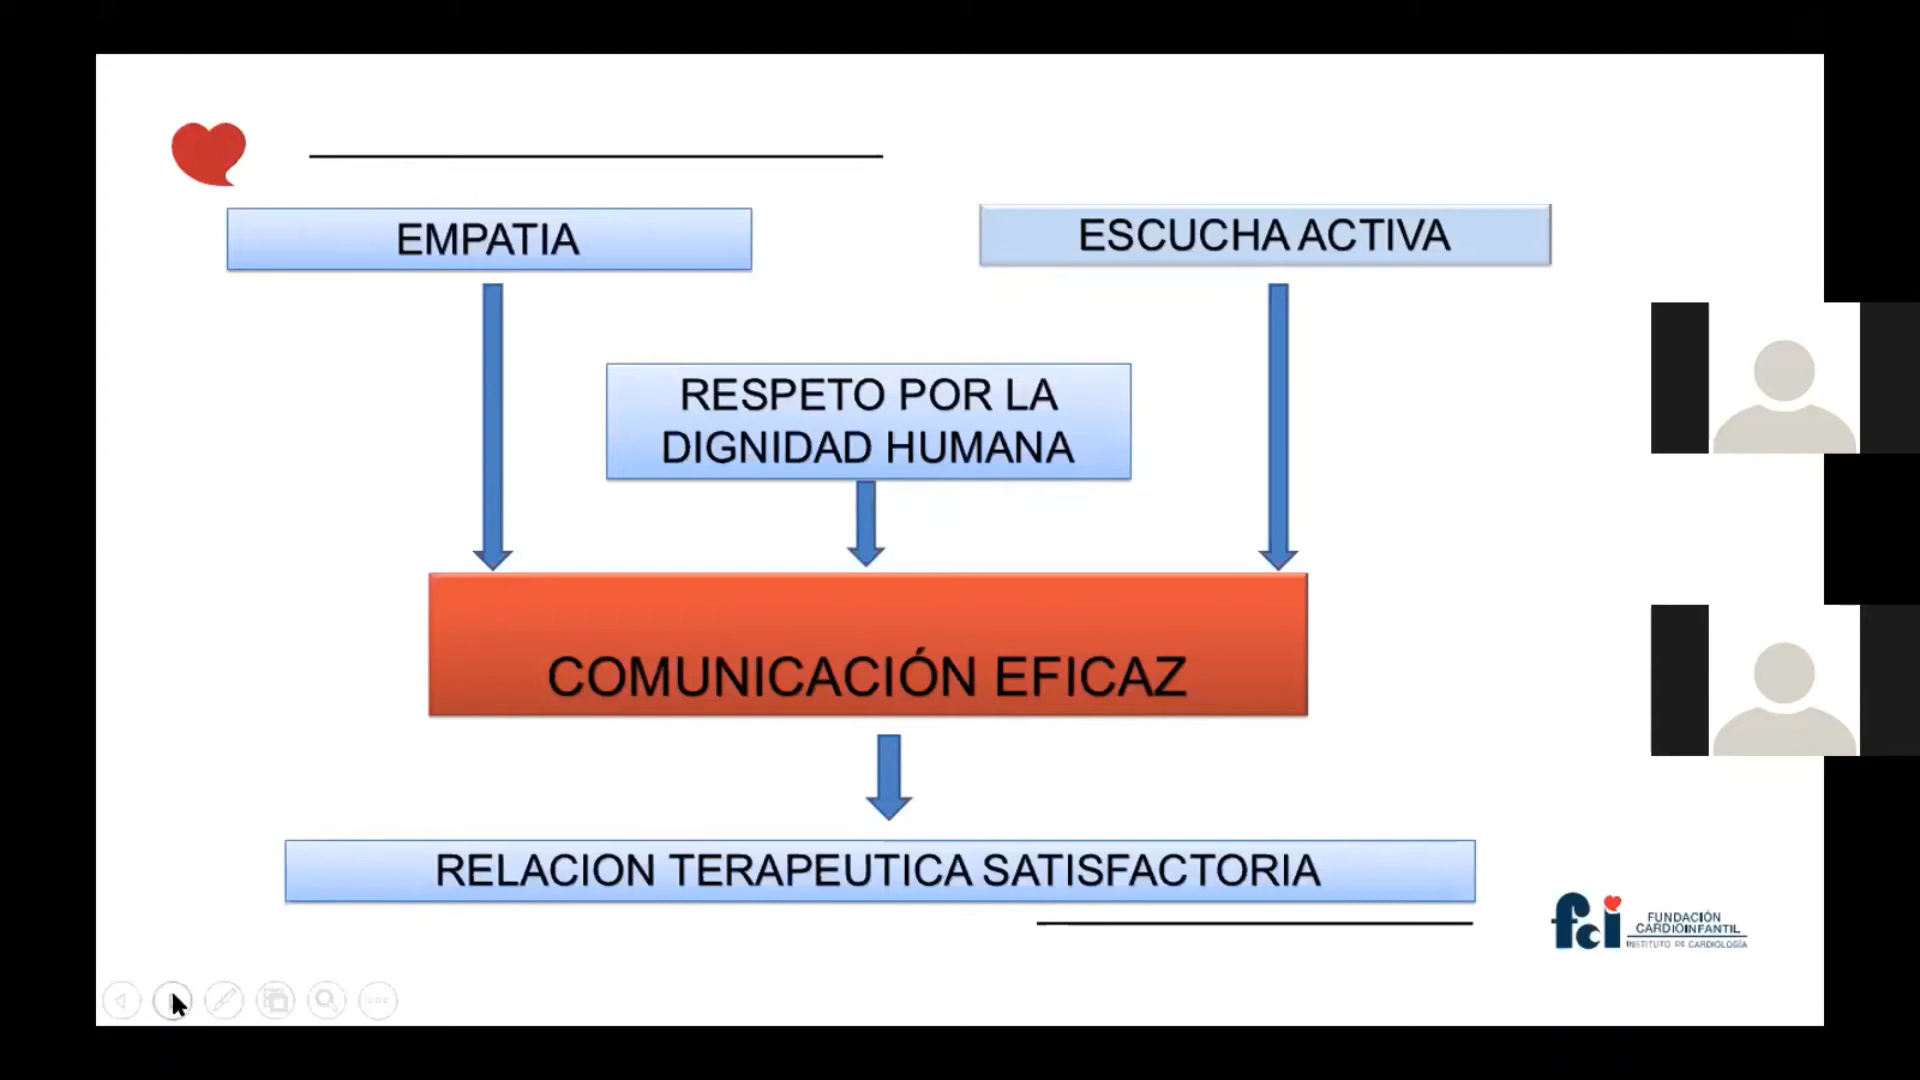 EMPATIA
ESCUCHA ACTIVA
RESPETO POR LA
DIGNIDAD HUMANA
COMUNICACIÓN EFICAZ
RELACION TERAPEUTICA SATISFACTORIA
fci
FUNDACIÓN
CARDIOINFANTIL
INSTITUTO DE CARDIOLOGÍA